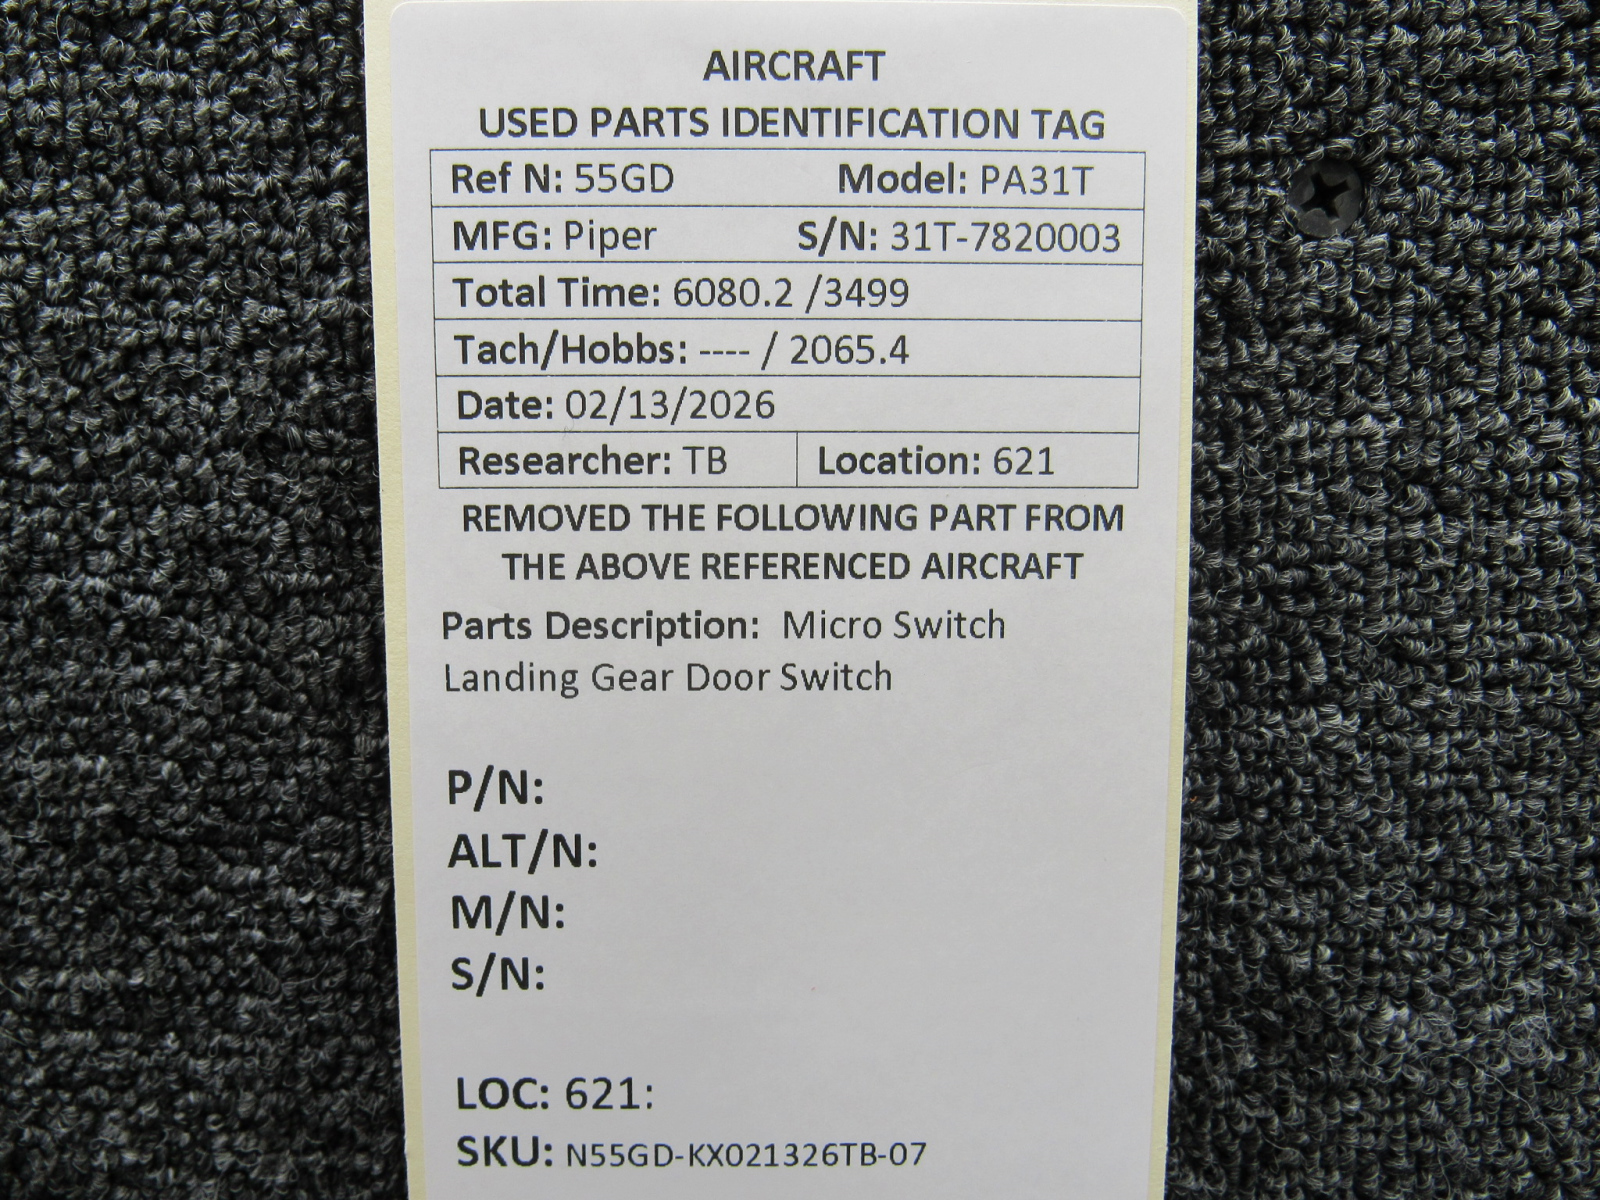 AIRCRAFT
USED PARTS IDENTIFICATION TAG
Ref N: 55GD Model: PA31T
MFG: Piper S/N: 31T-7820003
Total Time: 6080.2 /3499
Tach/Hobbs: ---- / 2065.4
Date: 02/13/2026
Researcher: TB Location: 621
REMOVED THE FOLLOWING PART FROM
THE ABOVE REFERENCED AIRCRAFT
Parts Description: Micro Switch
Landing Gear Door Switch
P/N:
ALT/N:
M/N:
S/N:
LOC: 621:
SKU: N55GD-KX021326TB-07